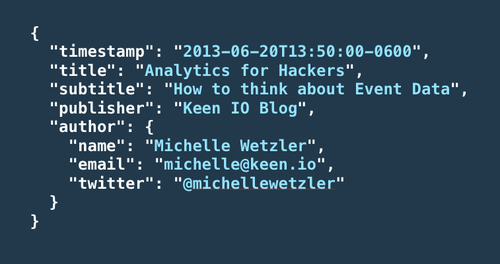 {
"timestamp": "2013-06-20T13:50:00-0600",
"title": "Analytics for Hackers",
"subtitle": "How to think about Event Data",
"publisher": "Keen IO Blog",
"author": {
"name": "Michelle Wetzler",
"email": "michelle@keen.io",
"twitter": "@michellewetzler"
}
}